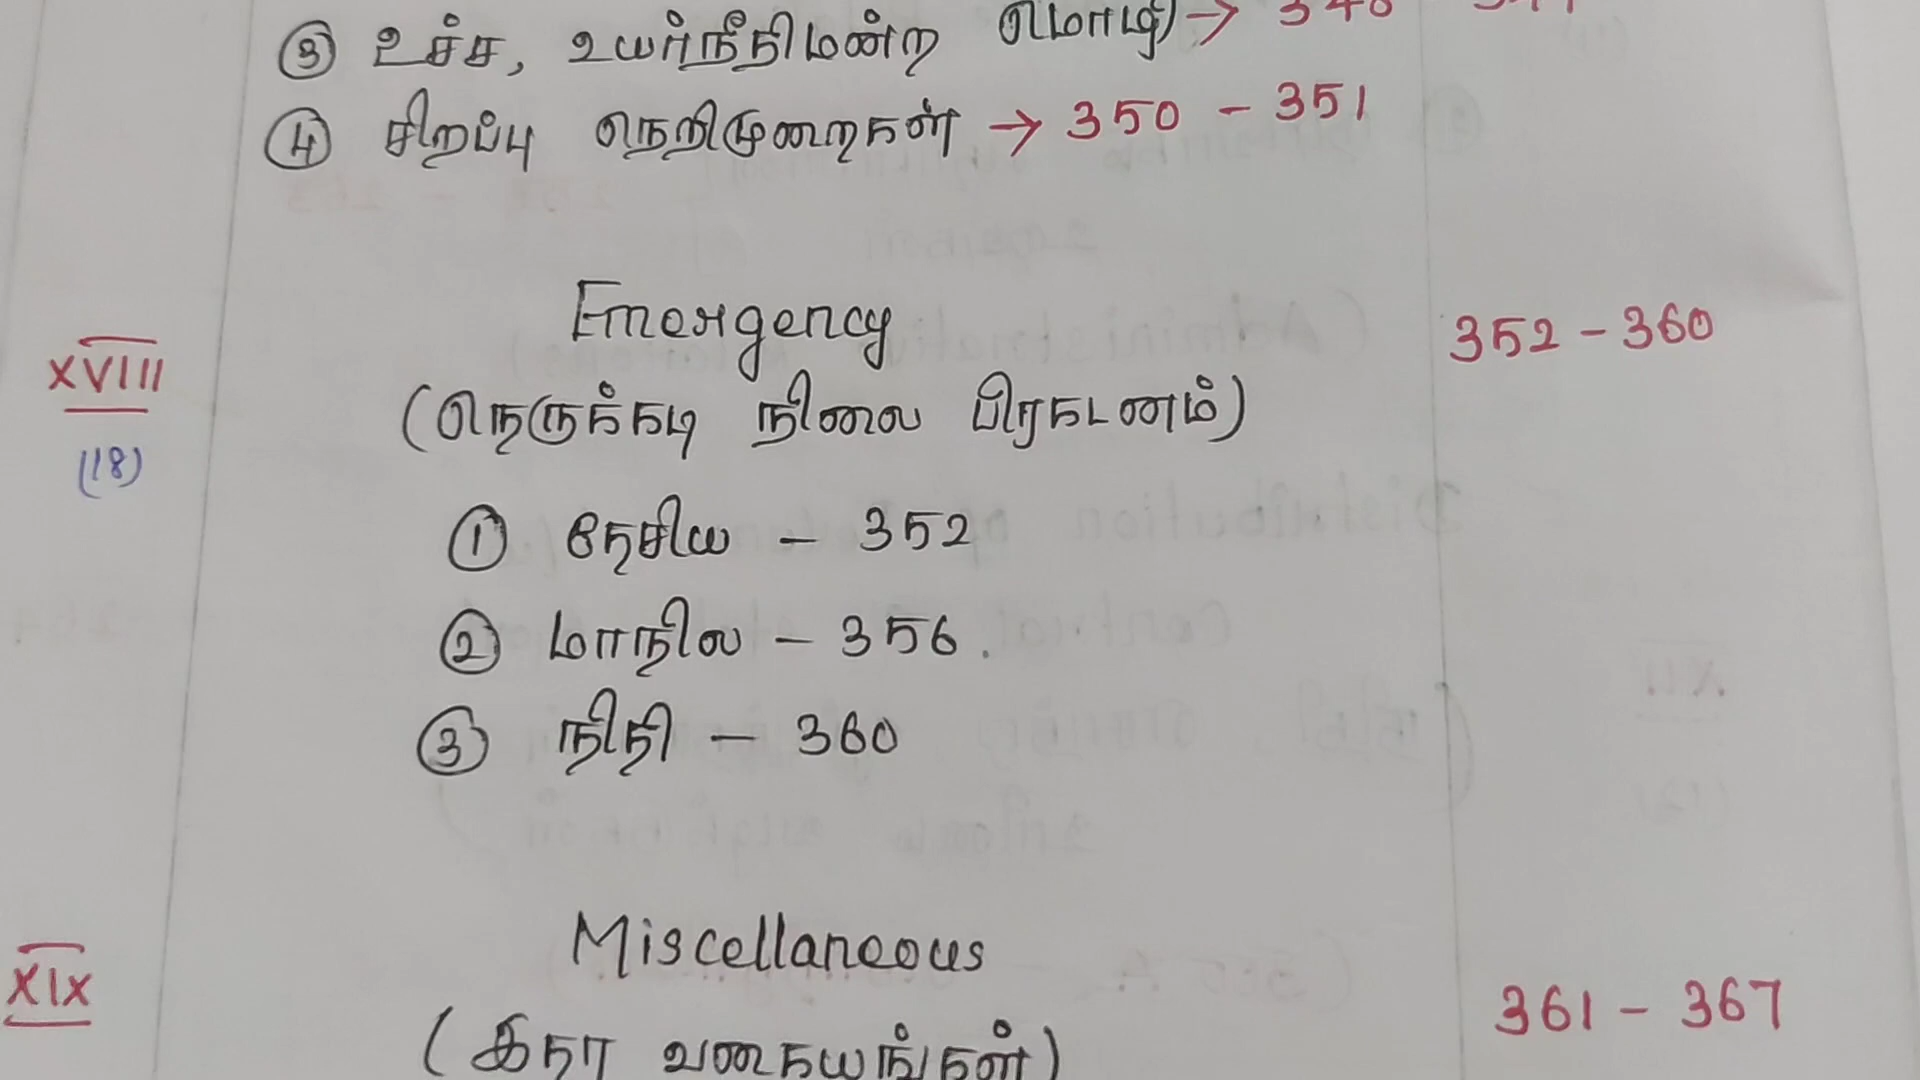 ③ உச்ச, உயர்நீதிமன்ற மொழி →
④ சிறப்பு நெறிமுறைகள் → 350 - 351
XVIII
(18)
Emergency
352 - 360
(நெருக்கடி நிலை பிரகடனம்)
① தேசிய - 352
② மாநில - 356.
③ நிதி - 360
XIX
Miscellaneous
361 - 367
(இதர வகையங்கள்)